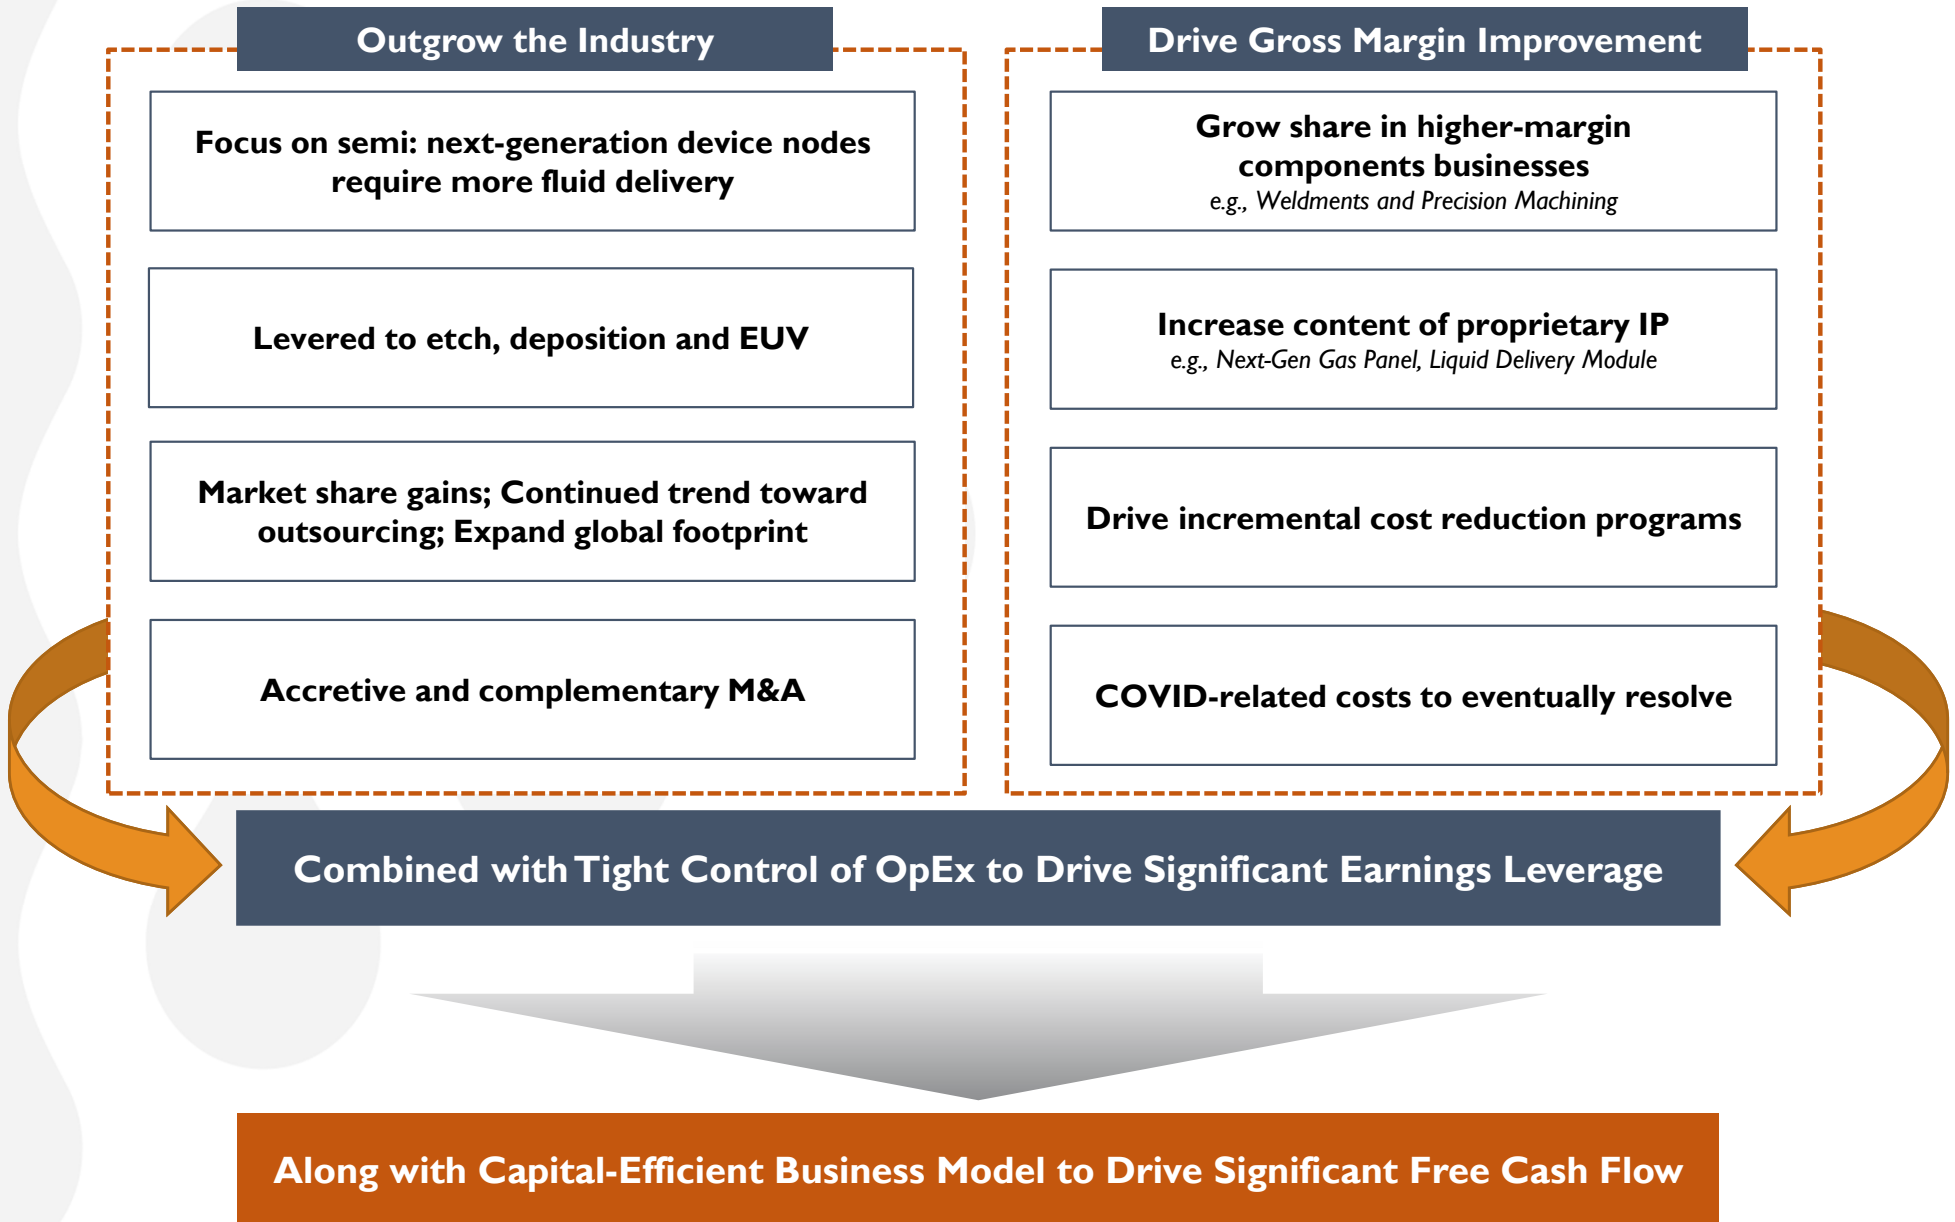 Outgrow the Industry
Focus on semi: next-generation device nodes
require more fluid delivery
Levered to etch, deposition and EUV
Market share gains; Continued trend toward
outsourcing; Expand global footprint
Accretive and complementary M&A
Drive Gross Margin Improvement
Grow share in higher-margin
components businesses
e.g., Weldments and Precision Machining
Increase content of proprietary IP
e.g., Next-Gen Gas Panel, Liquid Delivery Module
Drive incremental cost reduction programs
COVID-related costs to eventually resolve
Combined with Tight Control of OpEx to Drive Significant Earnings Leverage
Along with Capital-Efficient Business Model to Drive Significant Free Cash Flow